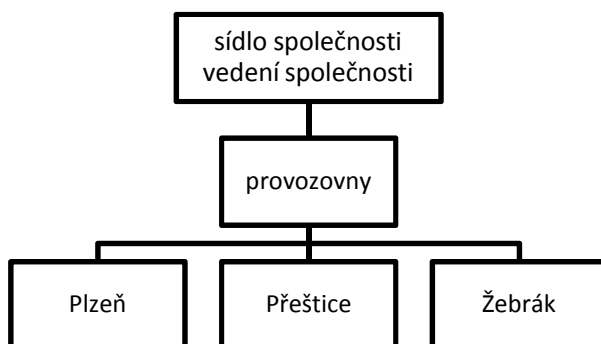 sídlo společnosti
vedení společnosti
provozovny
Plzeň
Přeštice
Žebrák